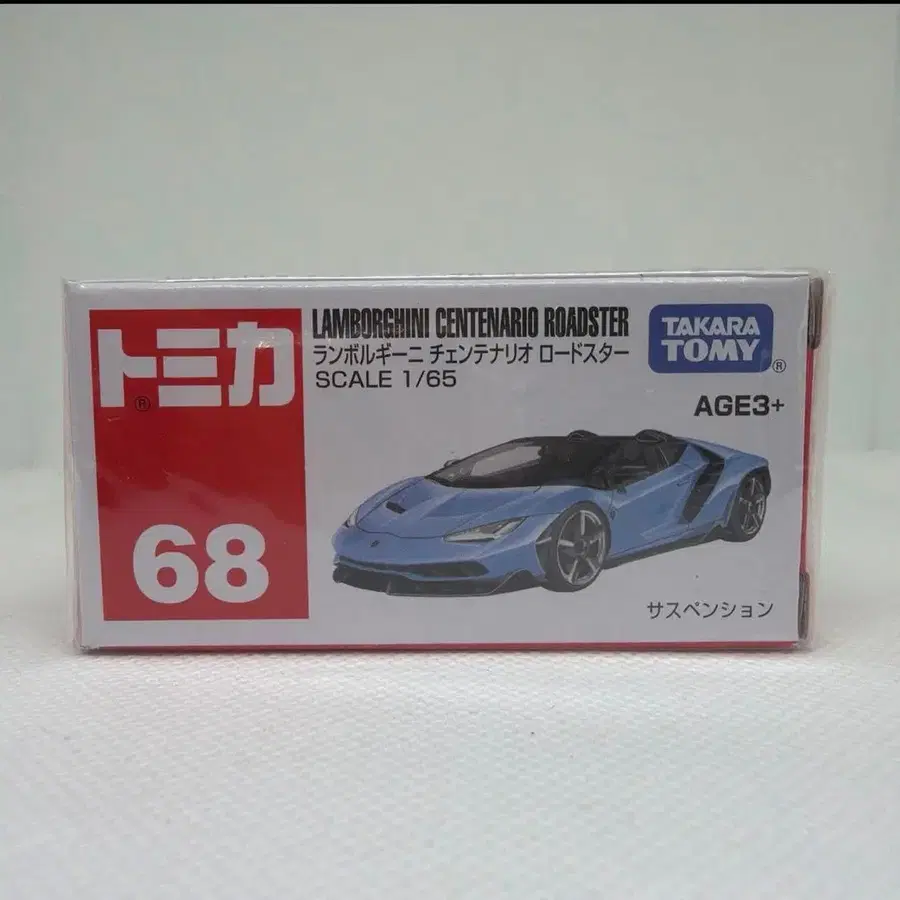 トミカ
®
68
LAMBORGHINI CENTENARIO ROADSTER
ランボルギーニ チェンテナリオ ロードスター
SCALE 1/65
TAKARA
TOMY
®
AGE3+
サスペンション